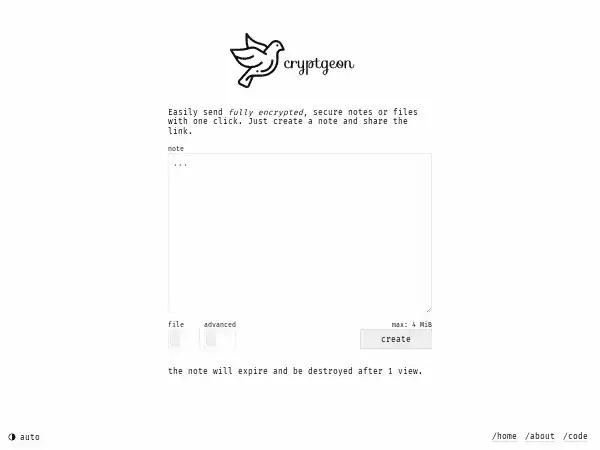 cryptgeon
Easily send fully encrypted, secure notes or files
with one click. Just create a note and share the
link.
note
...
file advanced max: 4 MiB
create
the note will expire and be destroyed after 1 view.
auto /home /about /code